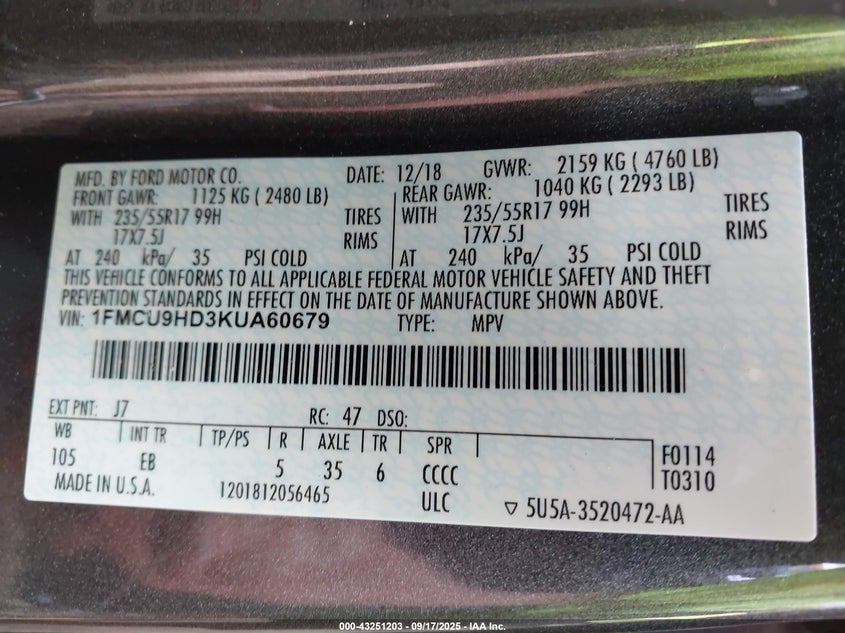 MFD. BY FORD MOTOR CO. DATE: 12/18 GVWR: 2159 KG ( 4760 LB)
FRONT GAWR: 1125 KG ( 2480 LB) REAR GAWR: 1040 KG ( 2293 LB)
WITH 235/55R17 99H TIRES WITH 235/55R17 99H TIRES
17X7.5J RIMS 17X7.5J RIMS
AT 240 kPa/ 35 PSI COLD AT 240 kPa/ 35 PSI COLD
THIS VEHICLE CONFORMS TO ALL APPLICABLE FEDERAL MOTOR VEHICLE SAFETY AND THEFT
PREVENTION STANDARDS IN EFFECT ON THE DATE OF MANUFACTURE SHOWN ABOVE.
VIN: 1FMCU9HD3KUA60679 TYPE: MPV
EXT PNT: J7 RC: 47 DSO:
WB INT TR TP/PS R AXLE TR SPR
105 EB 5 35 6 CCCC F0114
MADE IN U.S.A. 1201812056465 ULC T0310
▽ 5U5A-3520472-AA
000-43251203 - 09/17/2025 - IAA Inc.